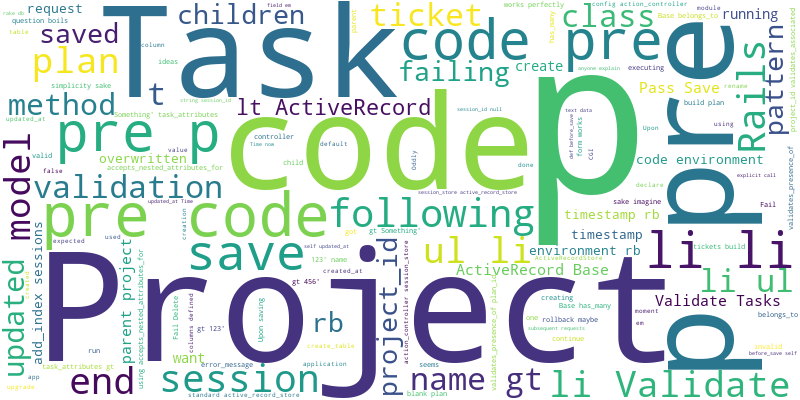 Task
code pre
class
children
ticket
request
question boils
rake db
field em
works perfectly
config action_controller
Base belongs_to
module
running
saved
column
parent
has_many
ideas
failing
create
executing
anyone explain
validates_associated
plan
table
simplicity sake
t
string session_id
session_id null
text data
build plan
rename
Pass Save
Rails
pattern
pre
method
Something' task_attributes
updated_at
lt ActiveRecord
def before_save
form works
Upon
using
project_id
explicit call
pre p
code
p
overwritten
value
controller
Time now
default
Oddly
cgi
code environment
valid
accepts_nested_attributes_for
child
done
declare
validates_presence_of
false
updated_at Time
session_store active_record_store
validation
model
pre code
following
sake imagine
Fail
timestamp rb
creation
expected
used
self updated_at
got
gt Something'
timestamp
tickets build
save
ul li
environment rb
li li
123' name
created_at
ActiveRecordStore
ActiveRecord Base
li ul
updated
add_index sessions
parent project
using accepts_nested_attributes_for
columns defined
Fail Delete
Upon saving
gt 123'
gt 456'
project_id
action_controller session_store
validates_presence_of plan_id
creating
Base has_many
one
rollback maybe
subsequent requests
Validate Tasks
moment
em
belongs_to
Project
rb
create_table
want
run
seems
continue
invalid
before_save self
end
task_attributes gt
error_message
application
session
name
gt
li Validate
app
upgrade
standard active_record_store
blank plan